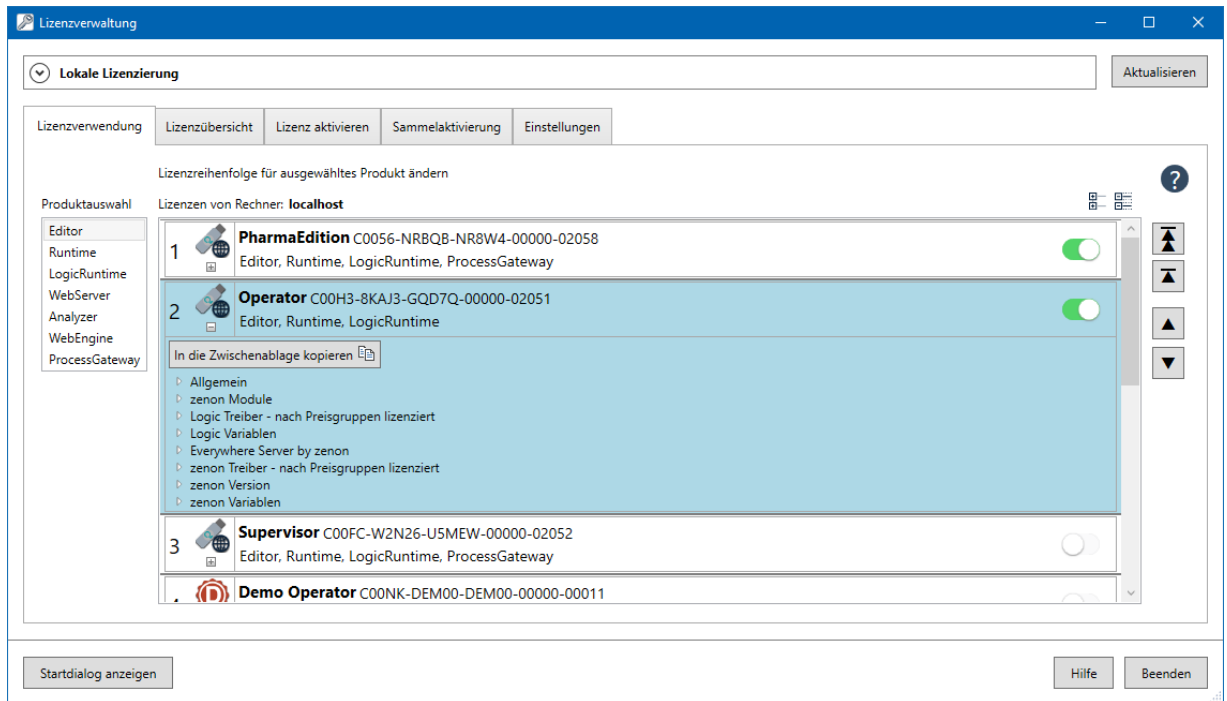 Lizenzverwaltung
Lokale Lizenzierung
Aktualisieren
Lizenzverwendung
Lizenzübersicht
Lizenz aktivieren
Sammelaktivierung
Einstellungen
Lizenzreihenfolge für ausgewähltes Produkt ändern
?
Produktauswahl
Lizenzen von Rechner: localhost
Editor
Runtime
LogicRuntime
WebServer
Analyzer
WebEngine
ProcessGateway
1
PharmaEdition C0056-NRBQB-NR8W4-00000-02058
Editor, Runtime, LogicRuntime, ProcessGateway
2
Operator C00H3-8KAJ3-GQD7Q-00000-02051
Editor, Runtime, LogicRuntime
In die Zwischenablage kopieren
Allgemein
zenon Module
Logic Treiber - nach Preisgruppen lizenziert
Logic Variablen
Everywhere Server by zenon
zenon Treiber - nach Preisgruppen lizenziert
zenon Version
zenon Variablen
3
Supervisor C00FC-W2N26-U5MEW-00000-02052
Editor, Runtime, LogicRuntime, ProcessGateway
D
Demo Operator C00NK-DEM00-DEM00-00000-00011
Startdialog anzeigen
Hilfe
Beenden